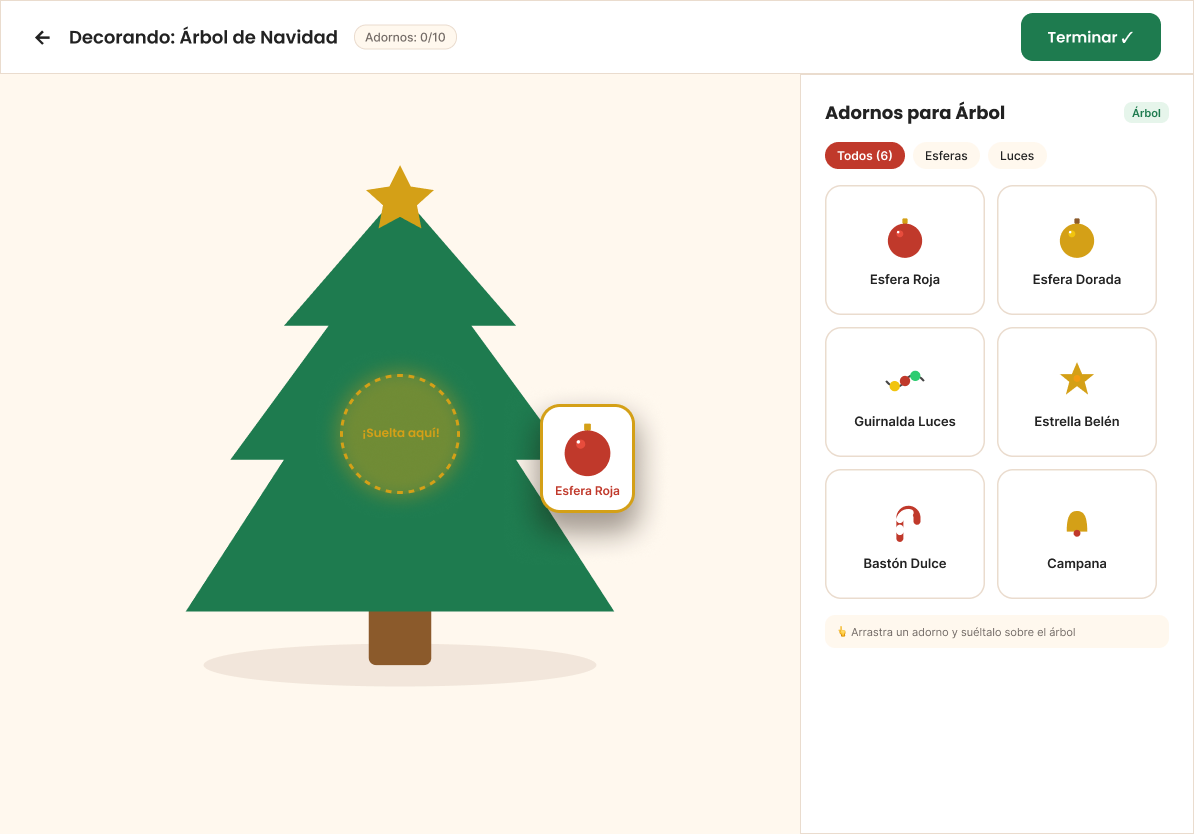 ← Decorando: Árbol de Navidad
Adornos: 0/10
Terminar ✓
¡Suelta aquí!
Esfera Roja
Adornos para Árbol
Árbol
Todos (6)
Esferas
Luces
Esfera Roja
Esfera Dorada
Guirnalda Luces
Estrella Belén
Bastón Dulce
Campana
👆 Arrastra un adorno y suéltalo sobre el árbol